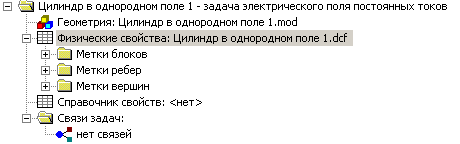 Цилиндр в однородном поле 1 - задача электрического поля постоянных токов
Геометрия: Цилиндр в однородном поле 1.mod
Физические свойства: Цилиндр в однородном поле 1.dcf
Метки блоков
Метки ребер
Метки вершин
Справочник свойств: <нет>
Связи задач:
нет связей